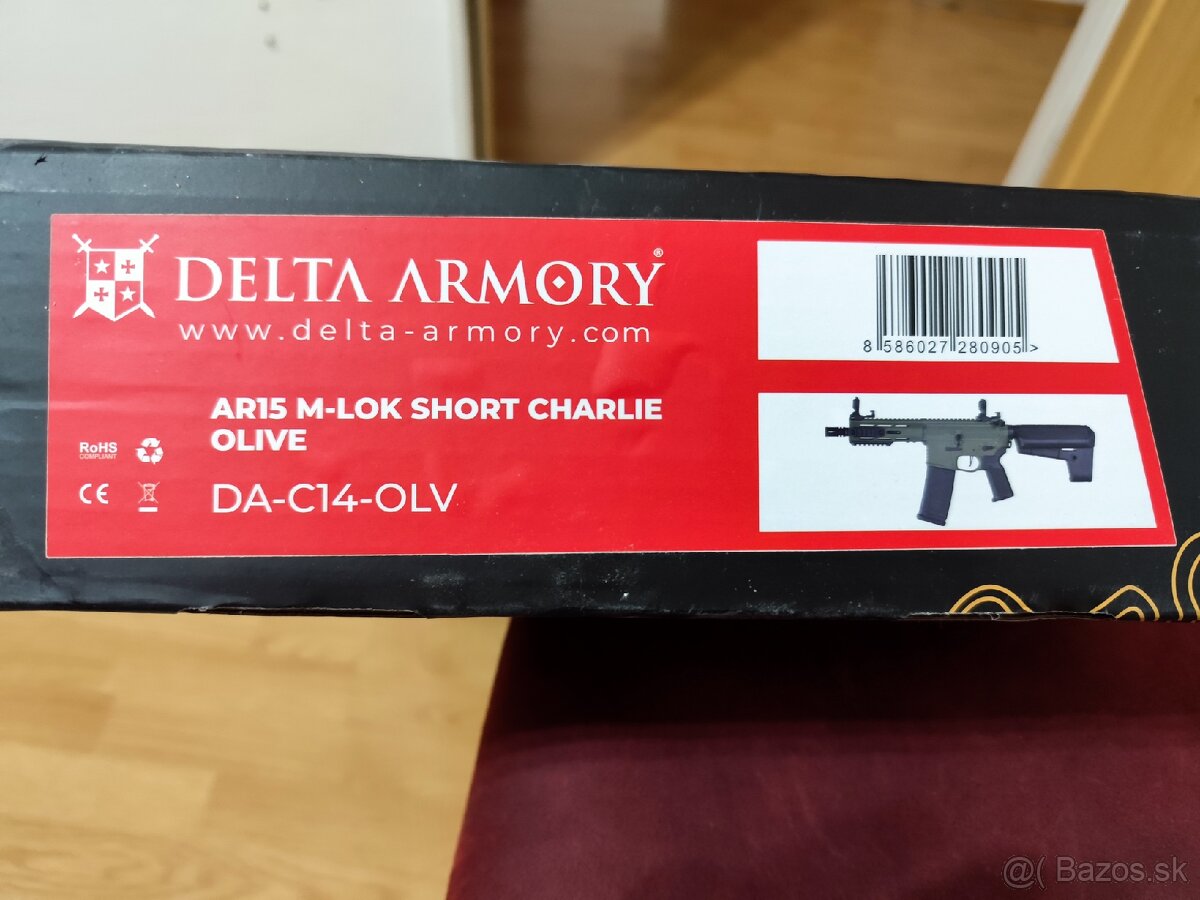 DELTA ARMORY®
www.delta-armory.com
8 586027 280905 >
AR15 M-LOK SHORT CHARLIE
OLIVE
RoHS
COMPLIANT
CE
DA-C14-OLV
@( Bazos.sk